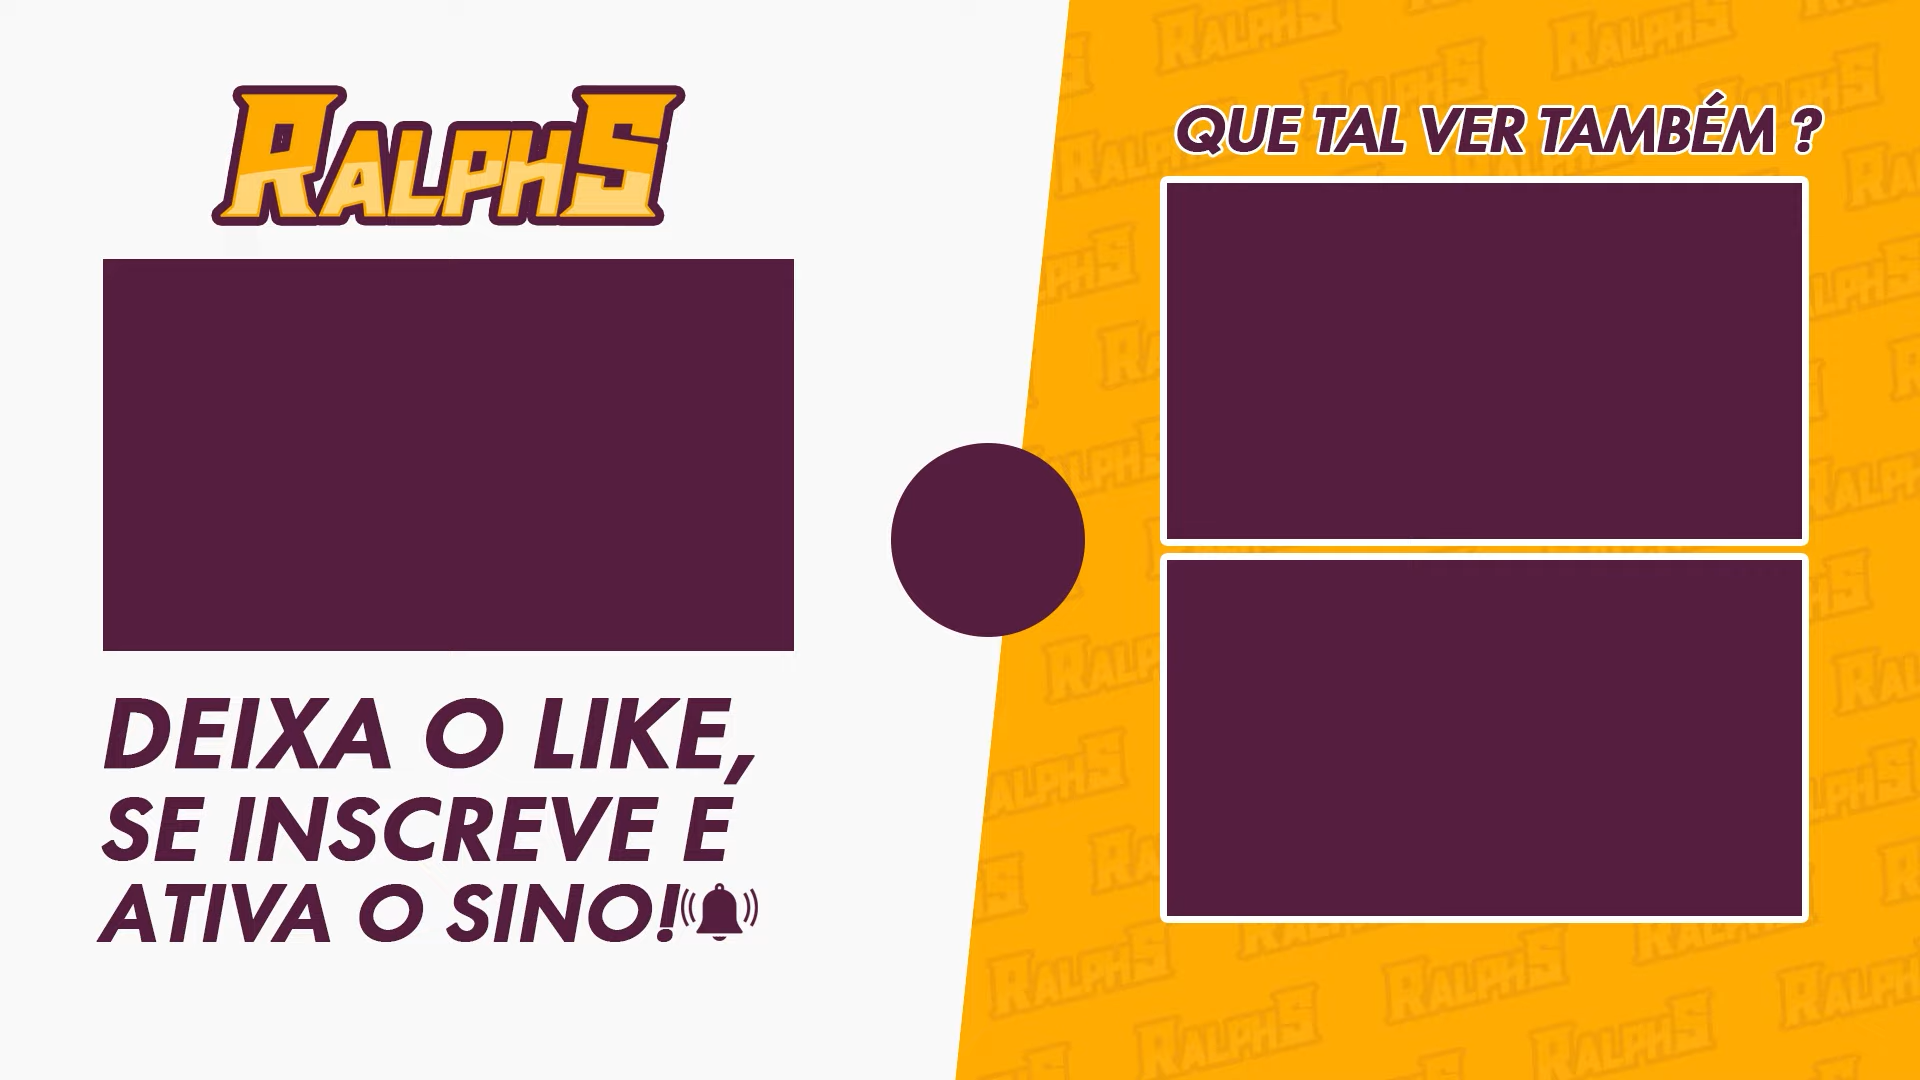 RALPHS
DEIXA O LIKE,
SE INSCREVE E
ATIVA O SINO!
QUE TAL VER TAMBÉM ?